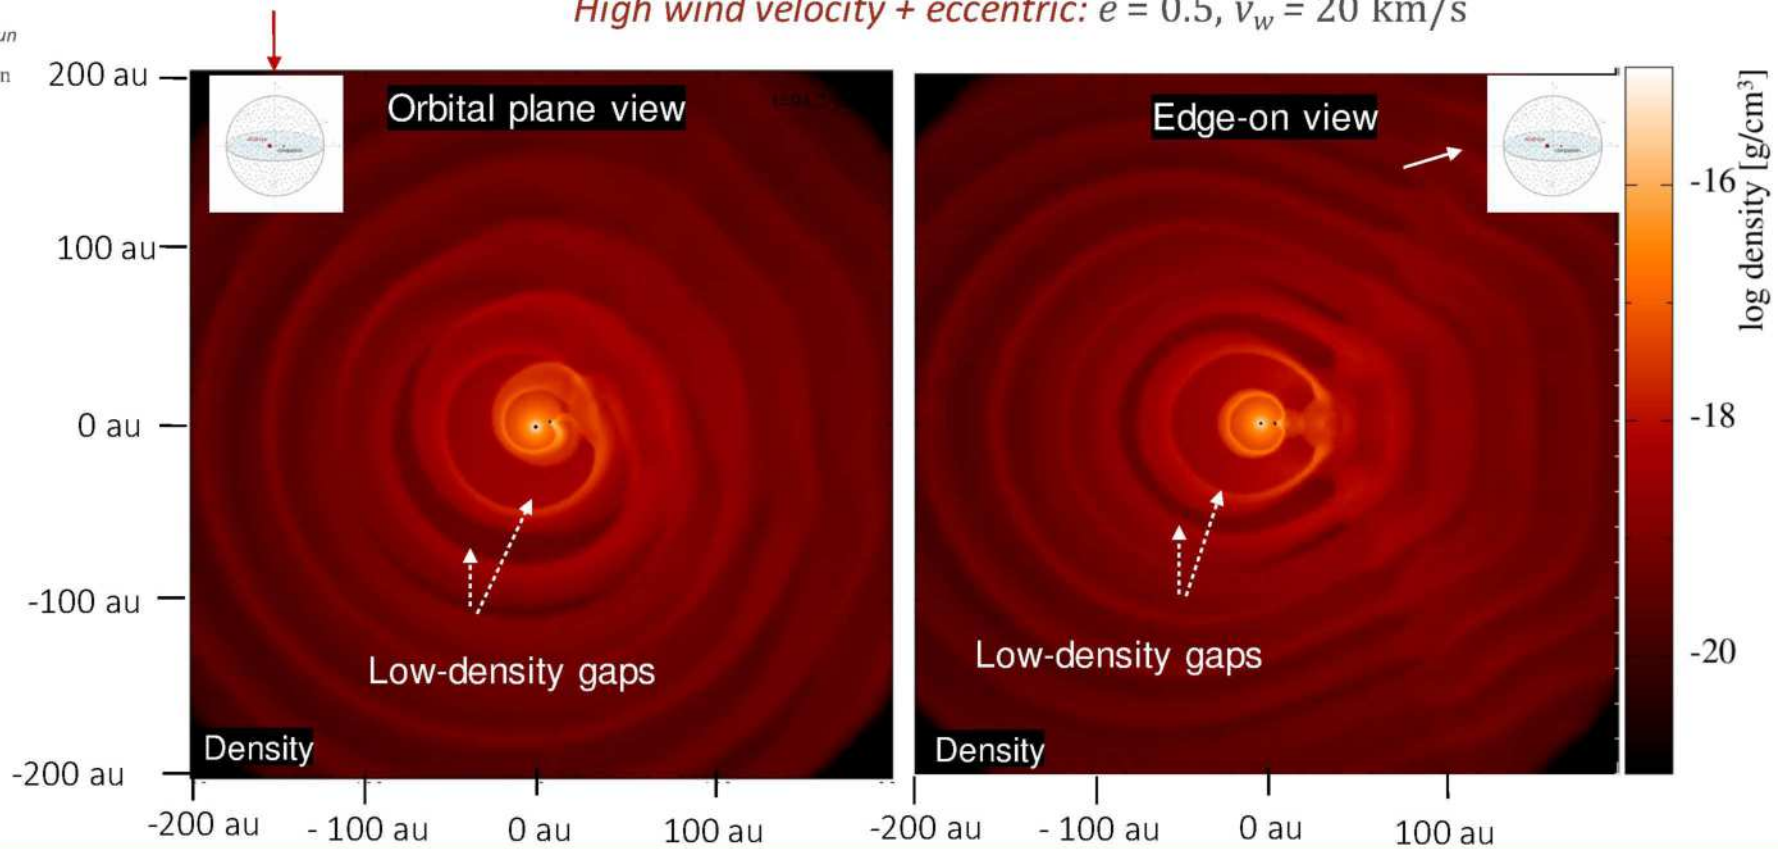 High wind velocity + eccentric: e = 0.5, v_w = 20 km/s
un
n
200 au
100 au
0 au
-100 au
-200 au
Orbital plane view
Low-density gaps
Density
-200 au
- 100 au
0 au
100 au
Edge-on view
Low-density gaps
Density
-200 au
- 100 au
0 au
100 au
-16
-18
-20
log density [g/cm³]